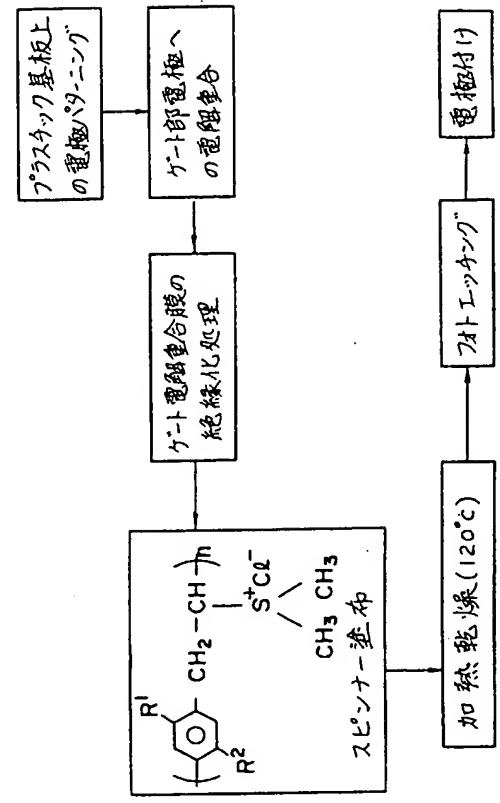 プラスチック基板上
の電極パターニング
ゲート部電極へ
の電解重合
ゲート電解重合膜の
絶縁化処理
R¹
R²
CH₂-CH
n
S⁺Cl⁻
CH₃ CH₃
スピンナー塗布
加熱乾燥(120°C)
フォトエッチング
電極付け